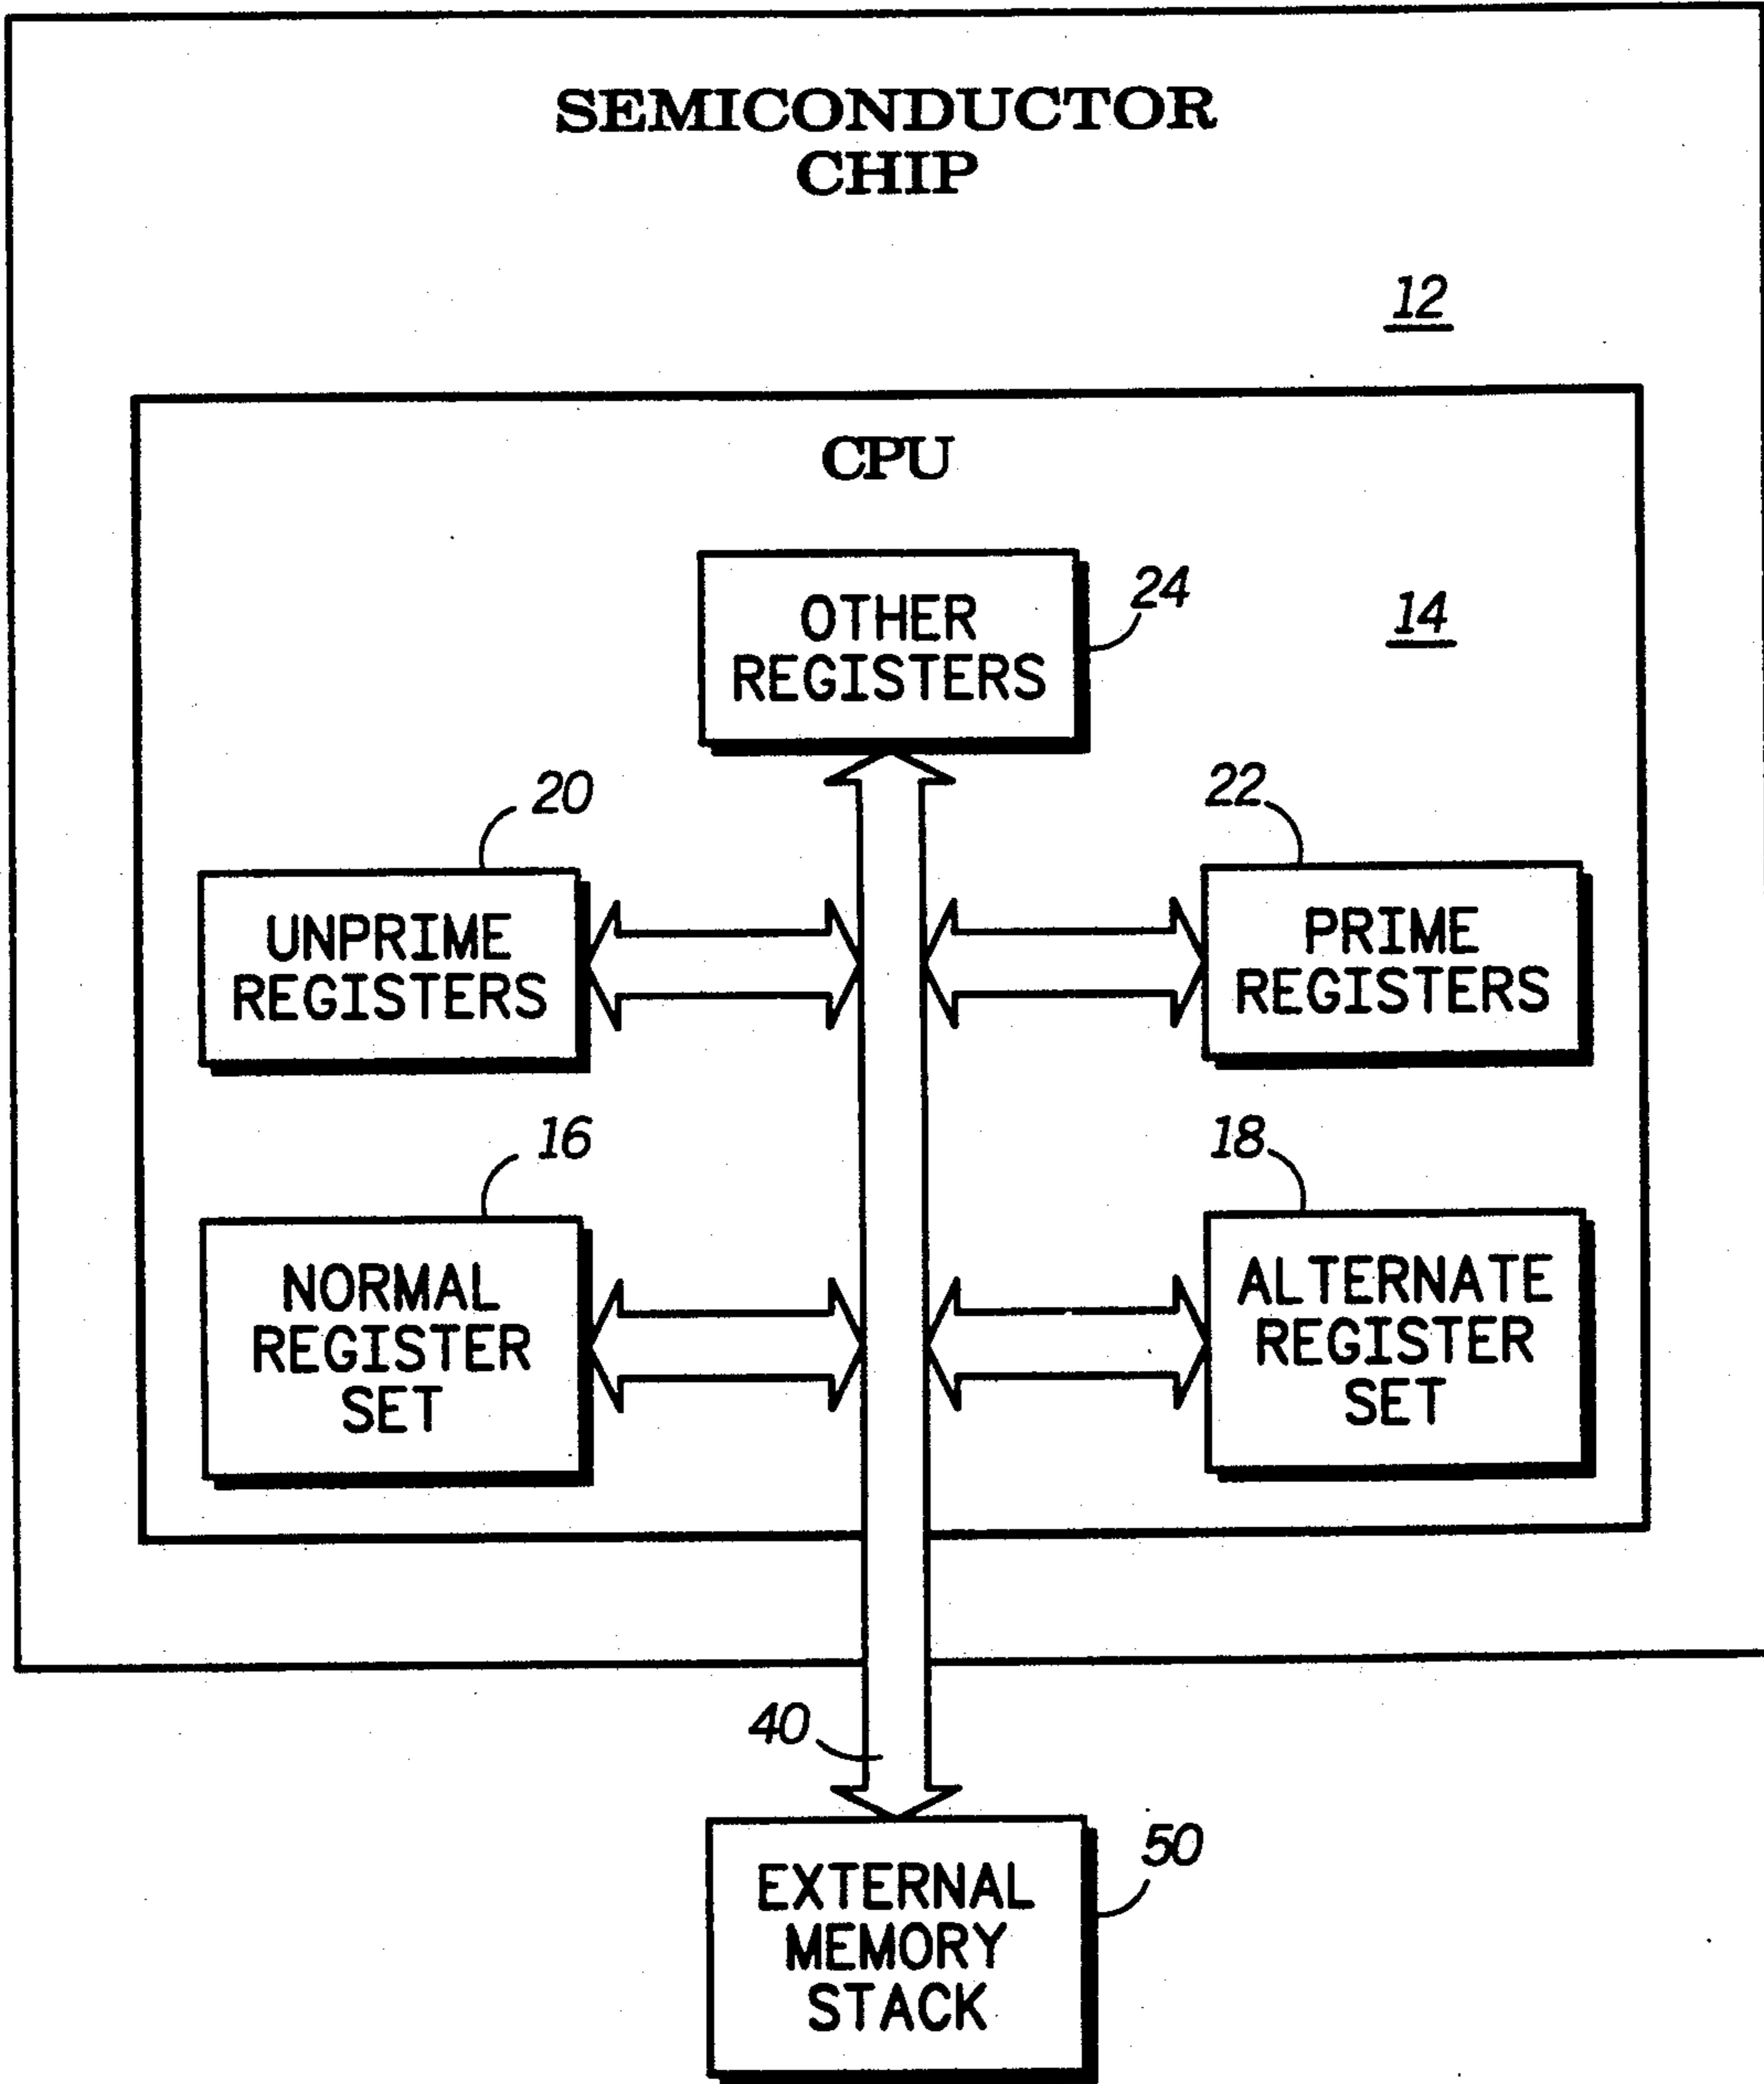 SEMICONDUCTOR
CHIP
12
CPU
OTHER
REGISTERS
24
14
20
22
UNPRIME
REGISTERS
PRIME
REGISTERS
16
18
NORMAL
REGISTER
SET
ALTERNATE
REGISTER
SET
40
EXTERNAL
MEMORY
STACK
50